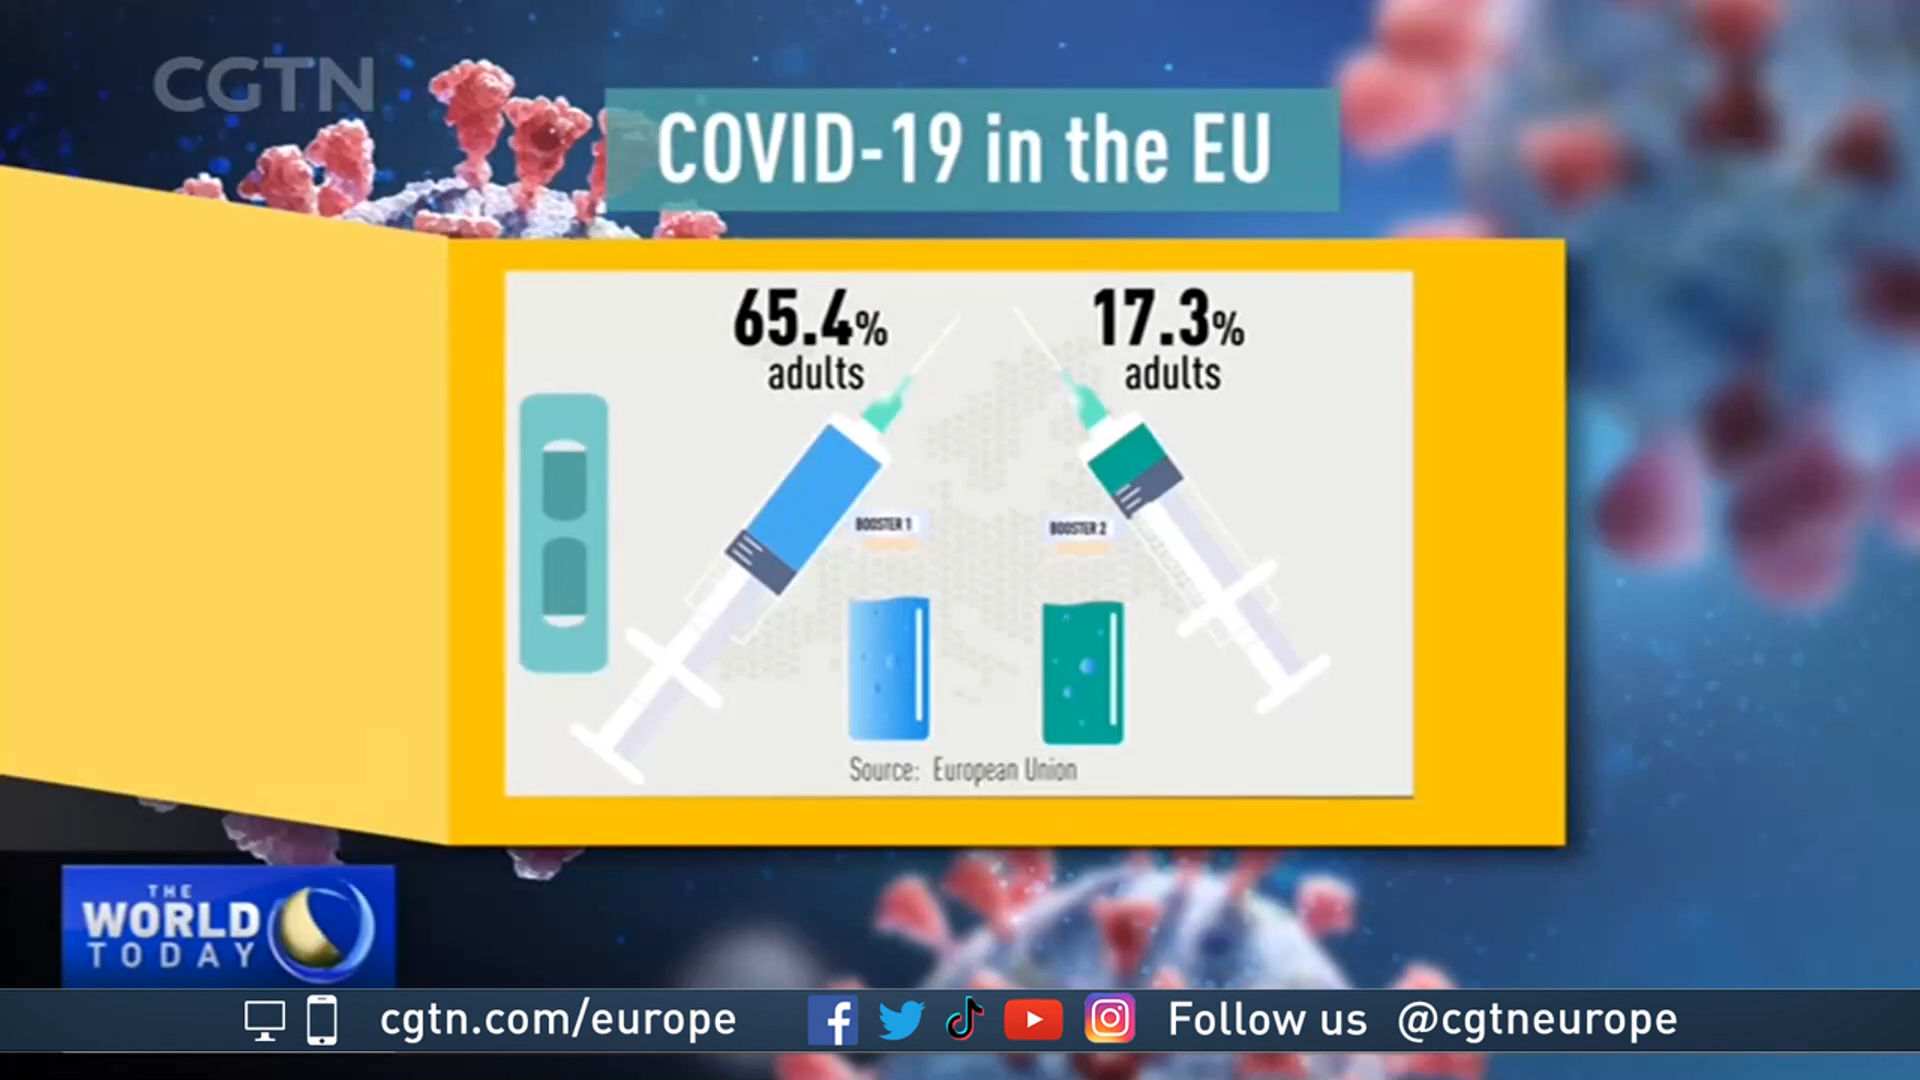 CGTN
COVID-19 in the EU
65.4%
adults
17.3%
adults
BOOSTER 1
BOOSTER 2
Source: European Union
THE
WORLD
TODAY
cgtn.com/europe
Follow us @cgtneurope